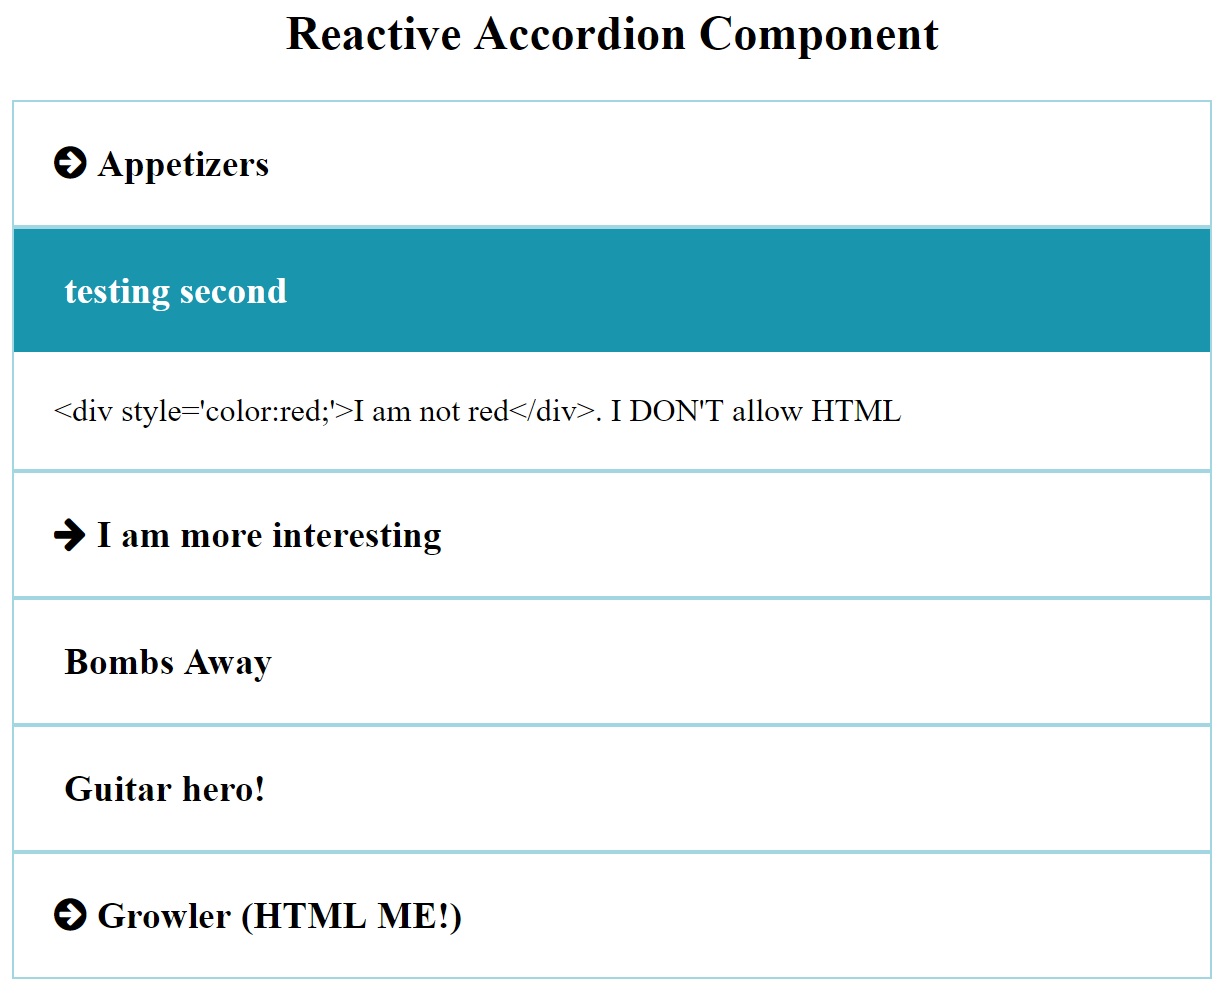 Reactive Accordion Component
Appetizers
testing second
<div style='color:red;'>I am not red</div>. I DON'T allow HTML
I am more interesting
Bombs Away
Guitar hero!
Growler (HTML ME!)